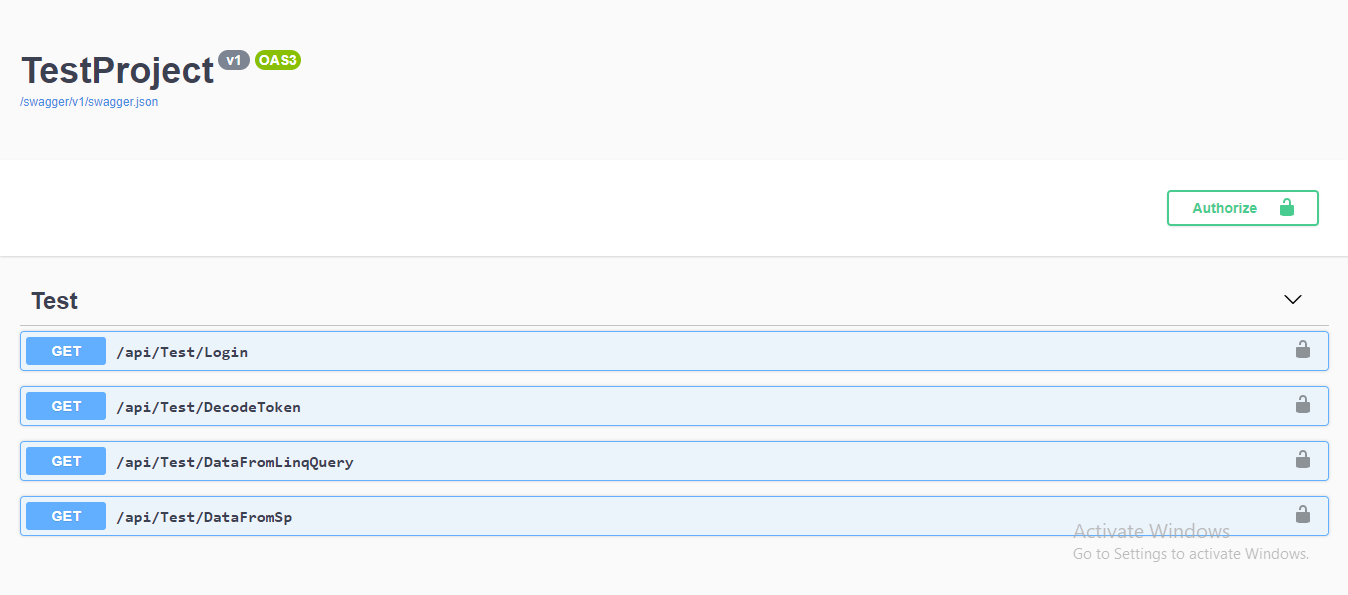 TestProject v1 OAS3
/swagger/v1/swagger.json
Authorize
Test
GET /api/Test/Login
GET /api/Test/DecodeToken
GET /api/Test/DataFromLinqQuery
GET /api/Test/DataFromSp
Activate Windows
Go to Settings to activate Windows.